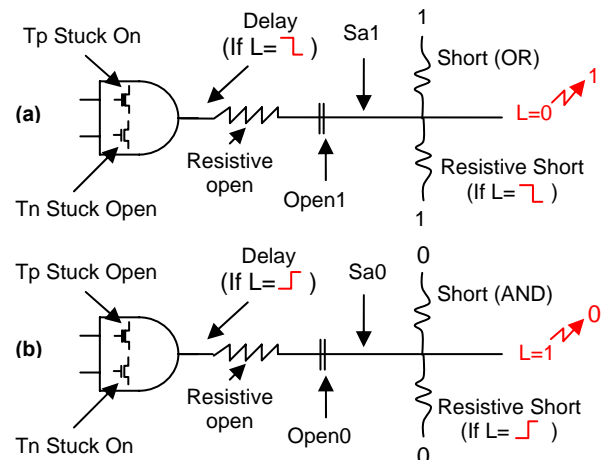 Tp Stuck On
Delay
(If L= )
Sa1
1
Short (OR)
(a)
L=0
1
Resistive
open
Open1
Resistive Short
(If L= )
Tn Stuck Open
1
Tp Stuck Open
Delay
(If L= )
Sa0
0
Short (AND)
(b)
L=1
0
Resistive
open
Open0
Resistive Short
(If L= )
Tn Stuck On
0